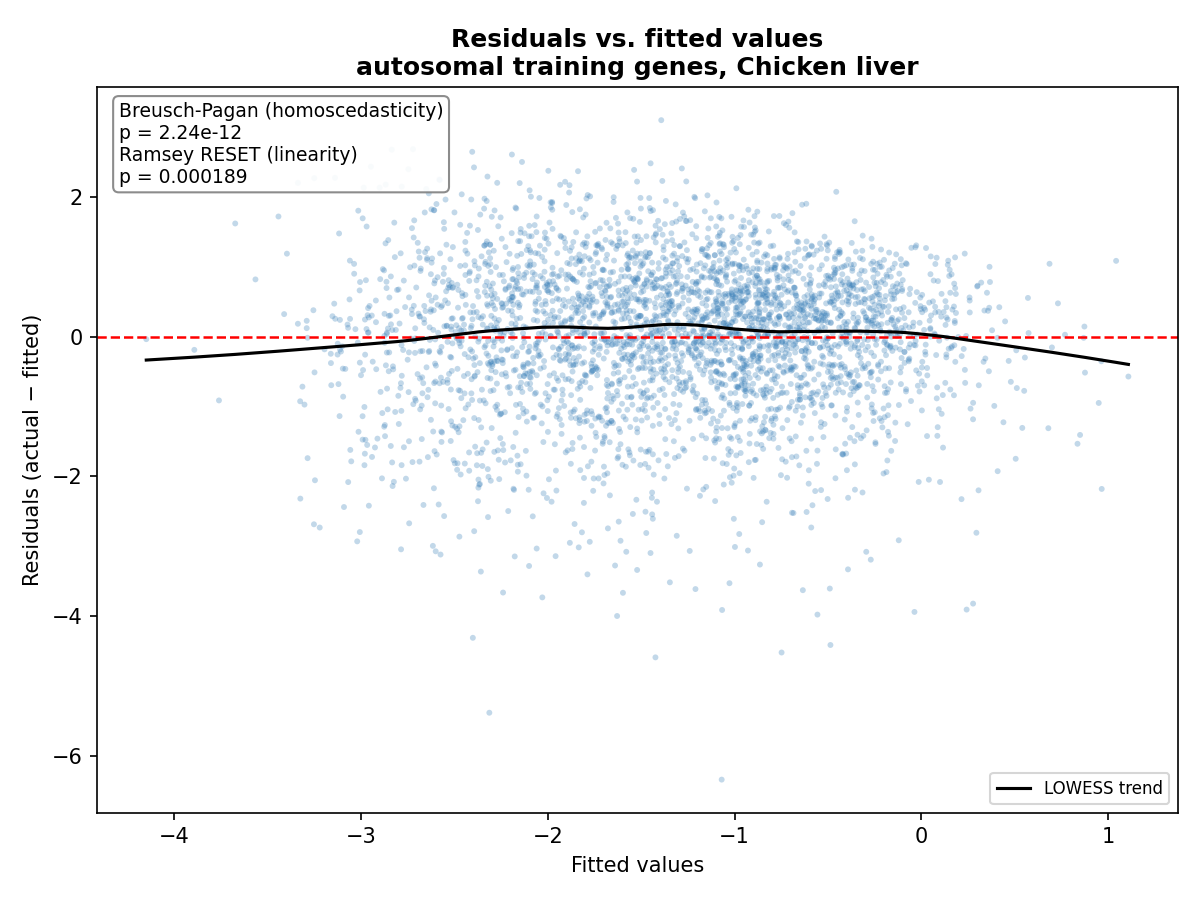 Residuals vs. fitted values
autosomal training genes, Chicken liver
Breusch-Pagan (homoscedasticity)
p = 2.24e-12
Ramsey RESET (linearity)
p = 0.000189
2
0
−2
−4
−6
Residuals (actual − fitted)
LOWESS trend
−4
−3
−2
−1
0
1
Fitted values